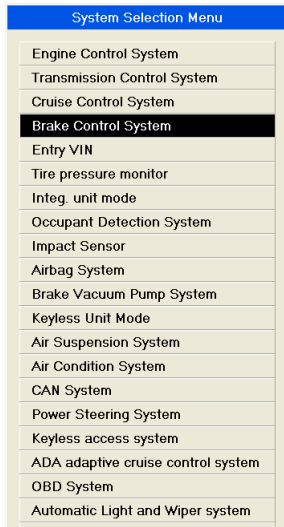 System Selection Menu
Engine Control System
Transmission Control System
Cruise Control System
Brake Control System
Entry VIN
Tire pressure monitor
Integ. unit mode
Occupant Detection System
Impact Sensor
Airbag System
Brake Vacuum Pump System
Keyless Unit Mode
Air Suspension System
Air Condition System
CAN System
Power Steering System
Keyless access system
ADA adaptive cruise control system
OBD System
Automatic Light and Wiper system